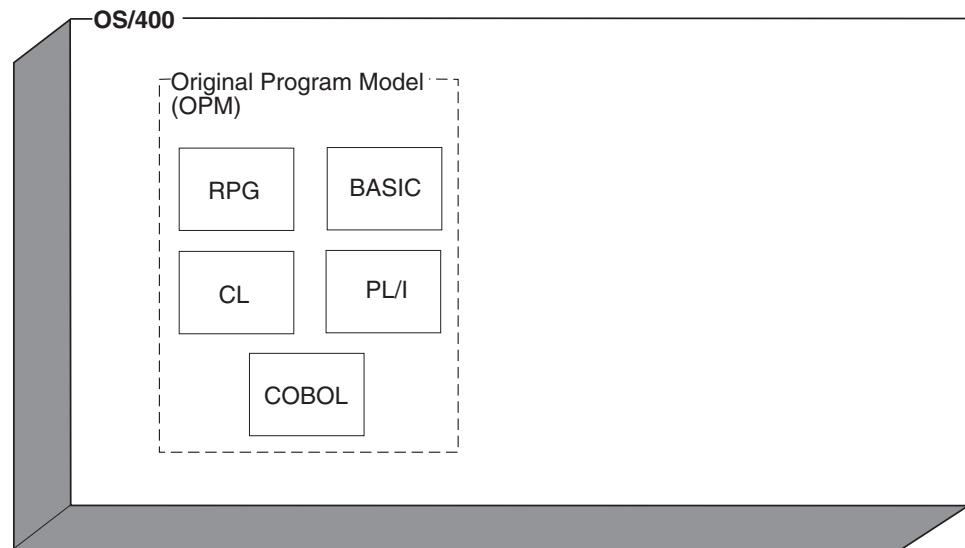 OS/400
Original Program Model
(OPM)
RPG
BASIC
CL
PL/I
COBOL